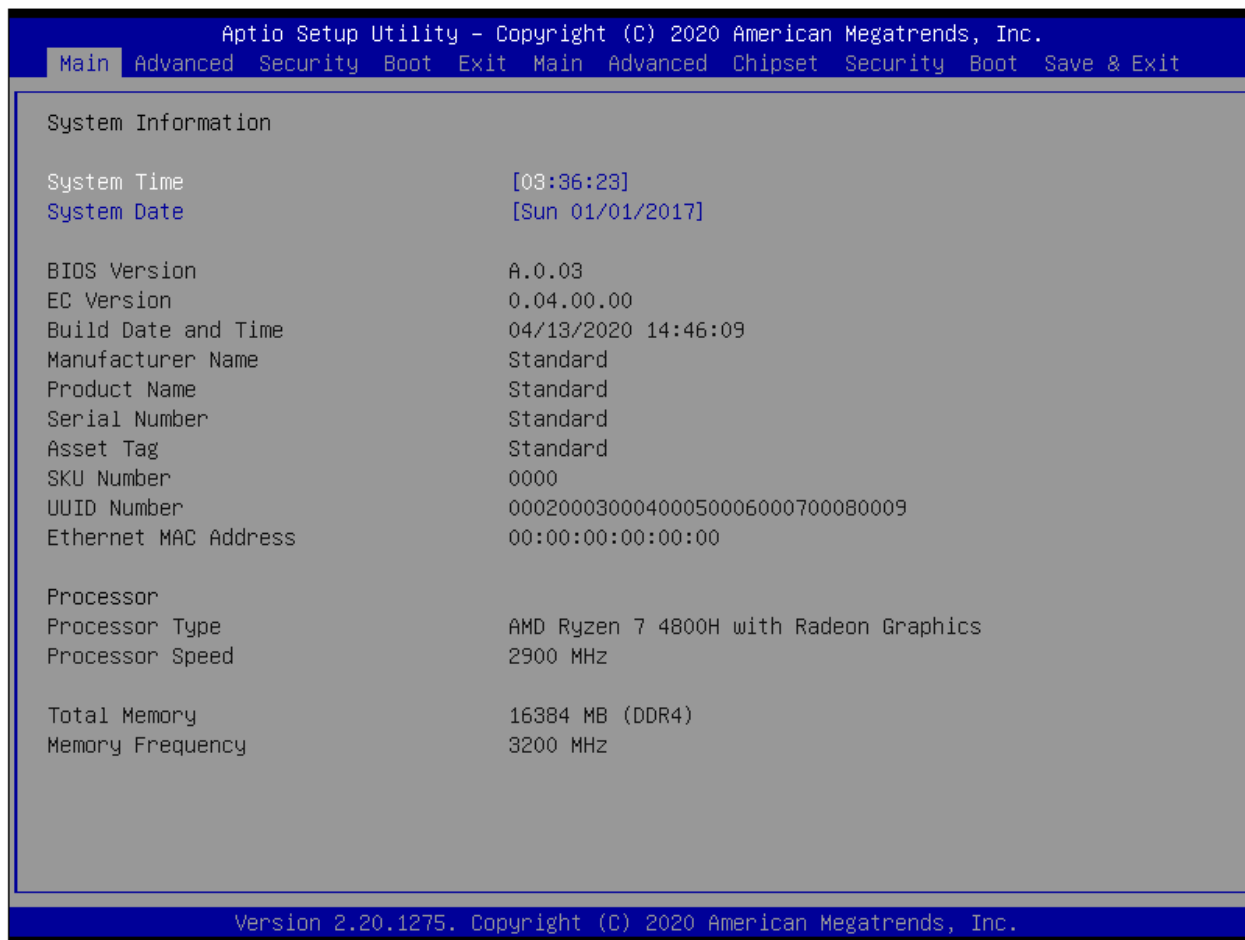 Aptio Setup Utility – Copyright (C) 2020 American Megatrends, Inc.
Main Advanced Security Boot Exit Main Advanced Chipset Security Boot Save & Exit
System Information
System Time [03:36:23]
System Date [Sun 01/01/2017]
BIOS Version A.0.03
EC Version 0.04.00.00
Build Date and Time 04/13/2020 14:46:09
Manufacturer Name Standard
Product Name Standard
Serial Number Standard
Asset Tag Standard
SKU Number 0000
UUID Number 00020003000400050006000700080009
Ethernet MAC Address 00:00:00:00:00:00
Processor
Processor Type AMD Ryzen 7 4800H with Radeon Graphics
Processor Speed 2900 MHz
Total Memory 16384 MB (DDR4)
Memory Frequency 3200 MHz
Version 2.20.1275. Copyright (C) 2020 American Megatrends, Inc.